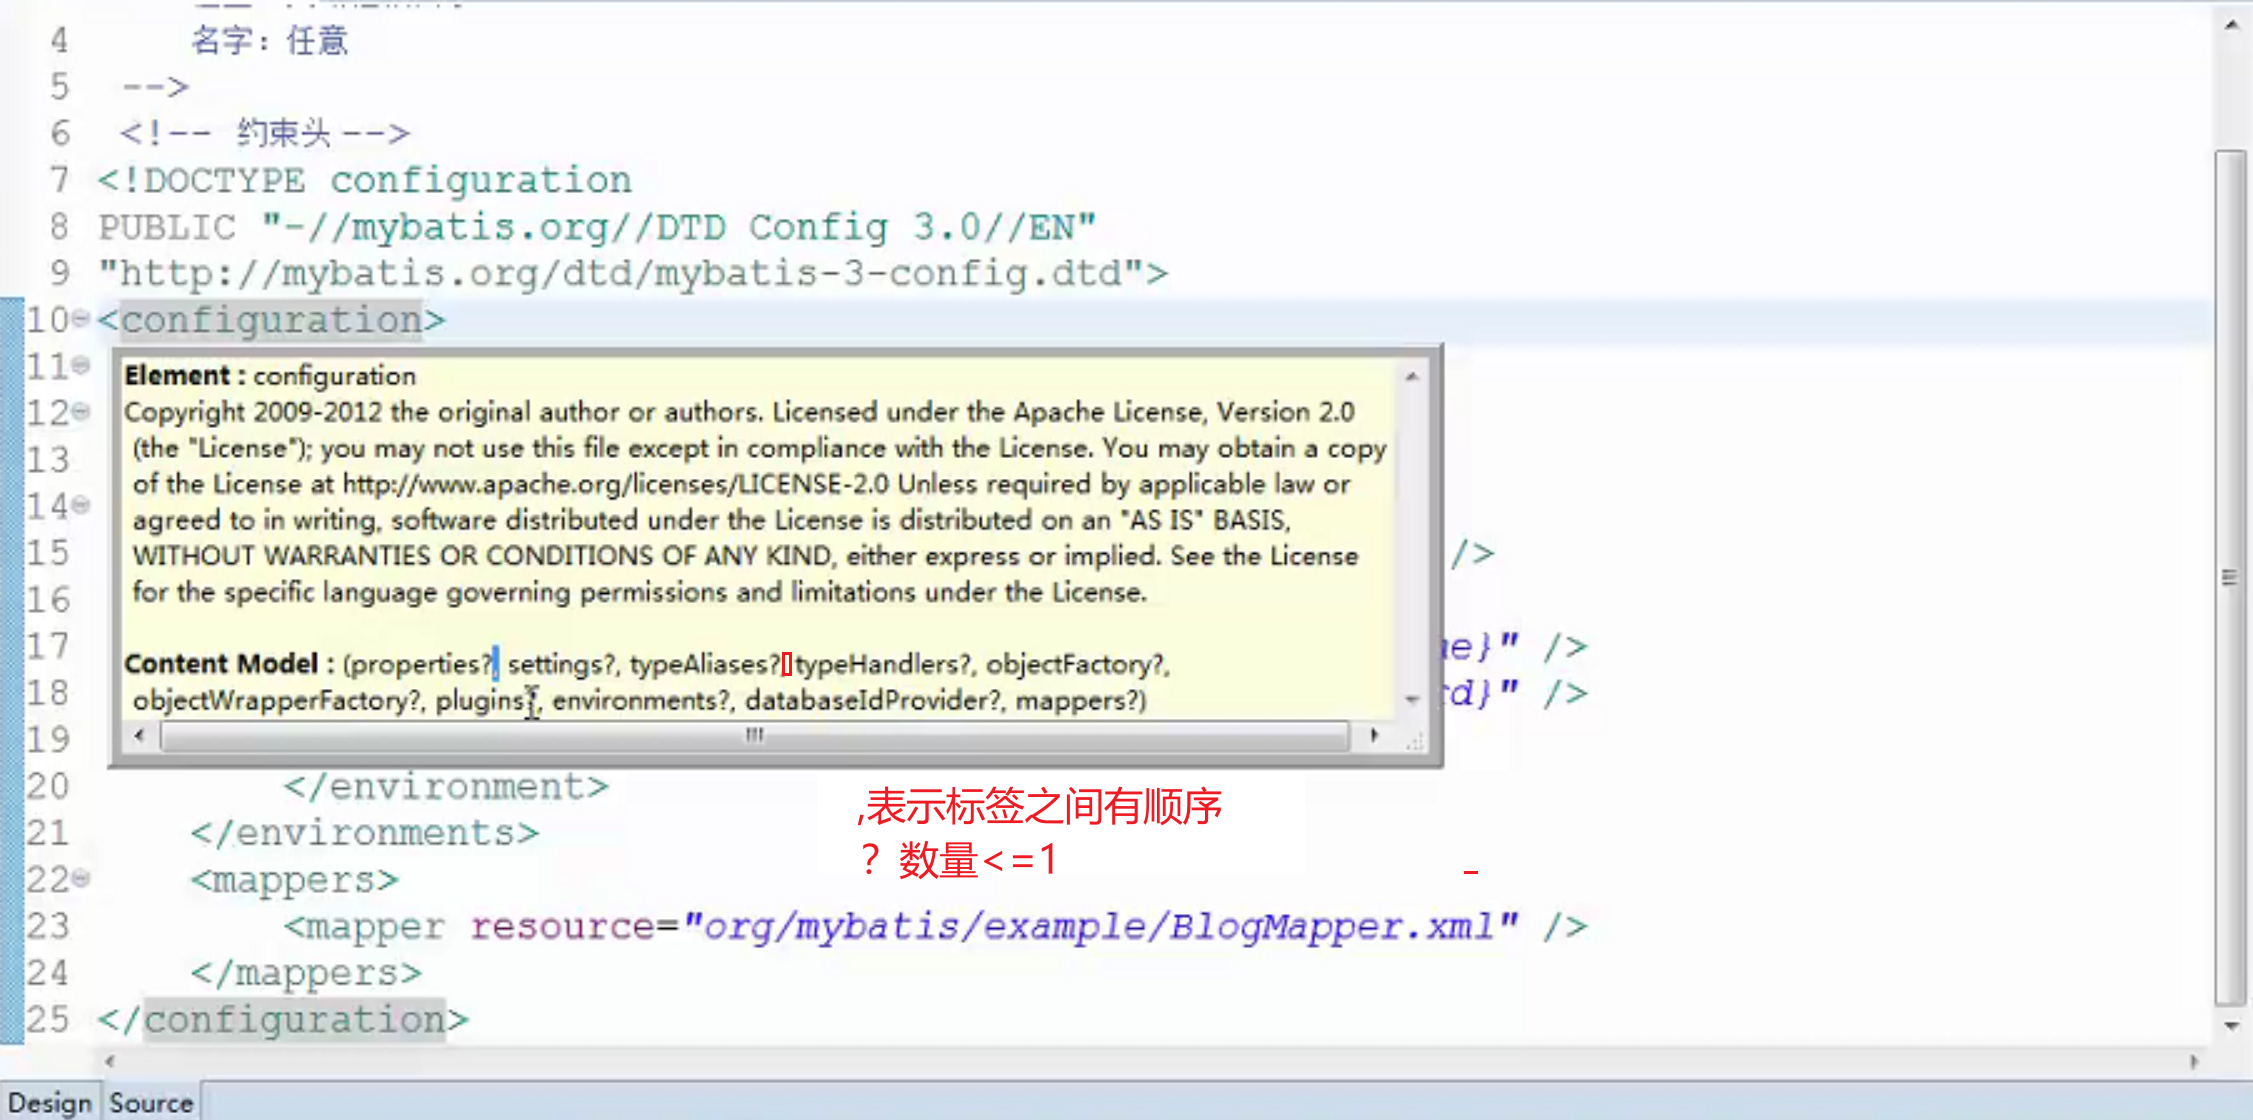 4 名字：任意
5 -->
6 <!-- 约束头 -->
7 <!DOCTYPE configuration
8 PUBLIC "-//mybatis.org//DTD Config 3.0//EN"
9 "http://mybatis.org/dtd/mybatis-3-config.dtd">
10 <configuration>
11
12
13
14
15 />
16
17 e}" />
18 d}" />
19
Element : configuration
Copyright 2009-2012 the original author or authors. Licensed under the Apache License, Version 2.0
(the "License"); you may not use this file except in compliance with the License. You may obtain a copy
of the License at http://www.apache.org/licenses/LICENSE-2.0 Unless required by applicable law or
agreed to in writing, software distributed under the License is distributed on an "AS IS" BASIS,
WITHOUT WARRANTIES OR CONDITIONS OF ANY KIND, either express or implied. See the License
for the specific language governing permissions and limitations under the License.
Content Model : (properties?, settings?, typeAliases?, typeHandlers?, objectFactory?,
objectWrapperFactory?, plugins?, environments?, databaseIdProvider?, mappers?)
20 </environment>
,表示标签之间有顺序
21 </environments>
？数量<=1
22 <mappers>
23 <mapper resource="org/mybatis/example/BlogMapper.xml" />
24 </mappers>
25 </configuration>
Design Source